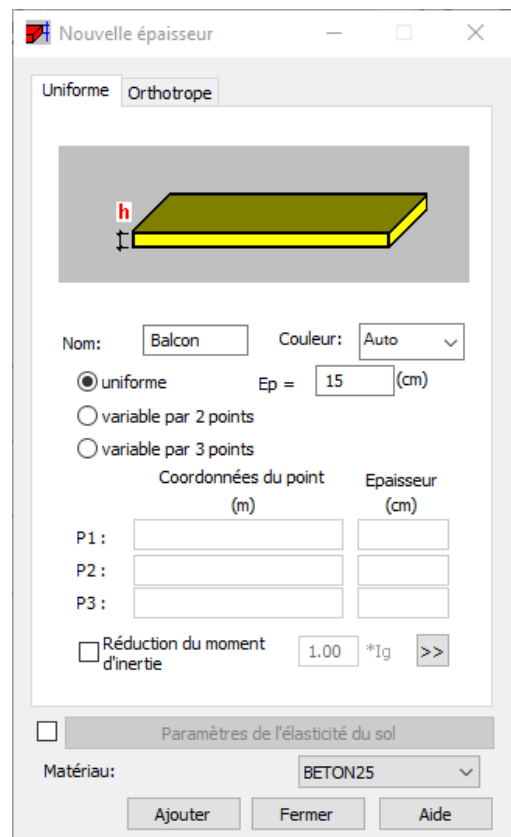 Nouvelle épaisseur
Uniforme Orthotrope
h
Nom: Balcon Couleur: Auto
uniforme Ep = 15 (cm)
variable par 2 points
variable par 3 points
Coordonnées du point Epaisseur
(m) (cm)
P1 :
P2 :
P3 :
Réduction du moment
d'inertie 1.00 *Ig >>
Paramètres de l'élasticité du sol
Matériau: BETON25
Ajouter Fermer Aide